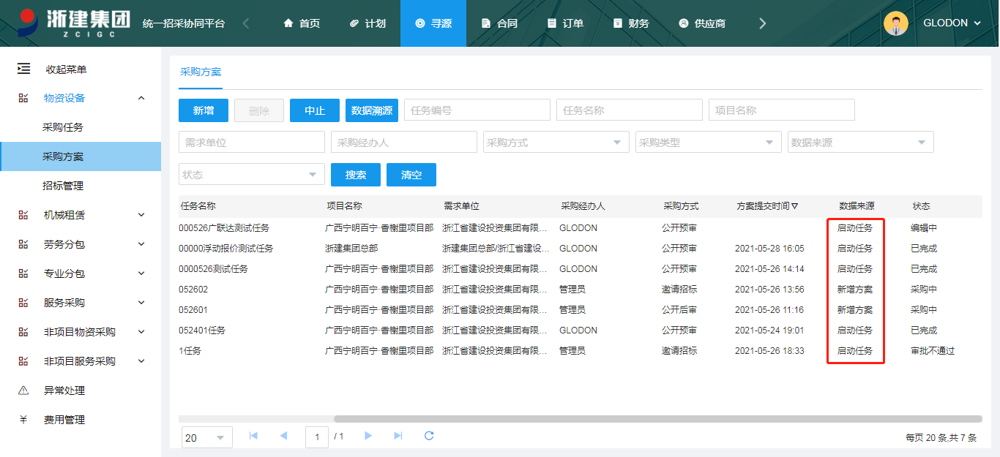 浙建集团
ZCIGC
统一招采协同平台
首页
计划
寻源
合同
订单
财务
供应商
GLODON
收起菜单
物资设备
采购任务
采购方案
招标管理
机械租赁
劳务分包
专业分包
服务采购
非项目物资采购
非项目服务采购
异常处理
¥ 费用管理
采购方案
新增 删除 中止 数据溯源 任务编号 任务名称 项目名称
需求单位 采购经办人 采购方式 采购类型 数据来源
状态 搜索 清空
任务名称 项目名称 需求单位 采购经办人 采购方式 方案提交时间 数据来源 状态
000526广联达测试任务 广西宁明百宁·香榭里项目部 浙江省建设投资集团有限... GLODON 公开预审 启动任务 编辑中
00000浮动报价测试任务 浙建集团总部 浙建集团总部/浙江省建设... GLODON 公开预审 2021-05-28 16:05 启动任务 已完成
0000526测试任务 广西宁明百宁·香榭里项目部 浙江省建设投资集团有限... GLODON 公开预审 2021-05-26 14:14 启动任务 已完成
052602 广西宁明百宁·香榭里项目部 浙江省建设投资集团有限... 管理员 邀请招标 2021-05-26 13:56 新增方案 采购中
052601 广西宁明百宁·香榭里项目部 浙江省建设投资集团有限... 管理员 公开后审 2021-05-26 11:16 新增方案 采购中
052401任务 广西宁明百宁·香榭里项目部 浙江省建设投资集团有限... GLODON 公开预审 2021-05-24 19:01 启动任务 已完成
1任务 广西宁明百宁·香榭里项目部 浙江省建设投资集团有限... 管理员 邀请招标 2021-05-26 18:33 启动任务 审批不通过
20 1 / 1 每页 20 条,共 7 条